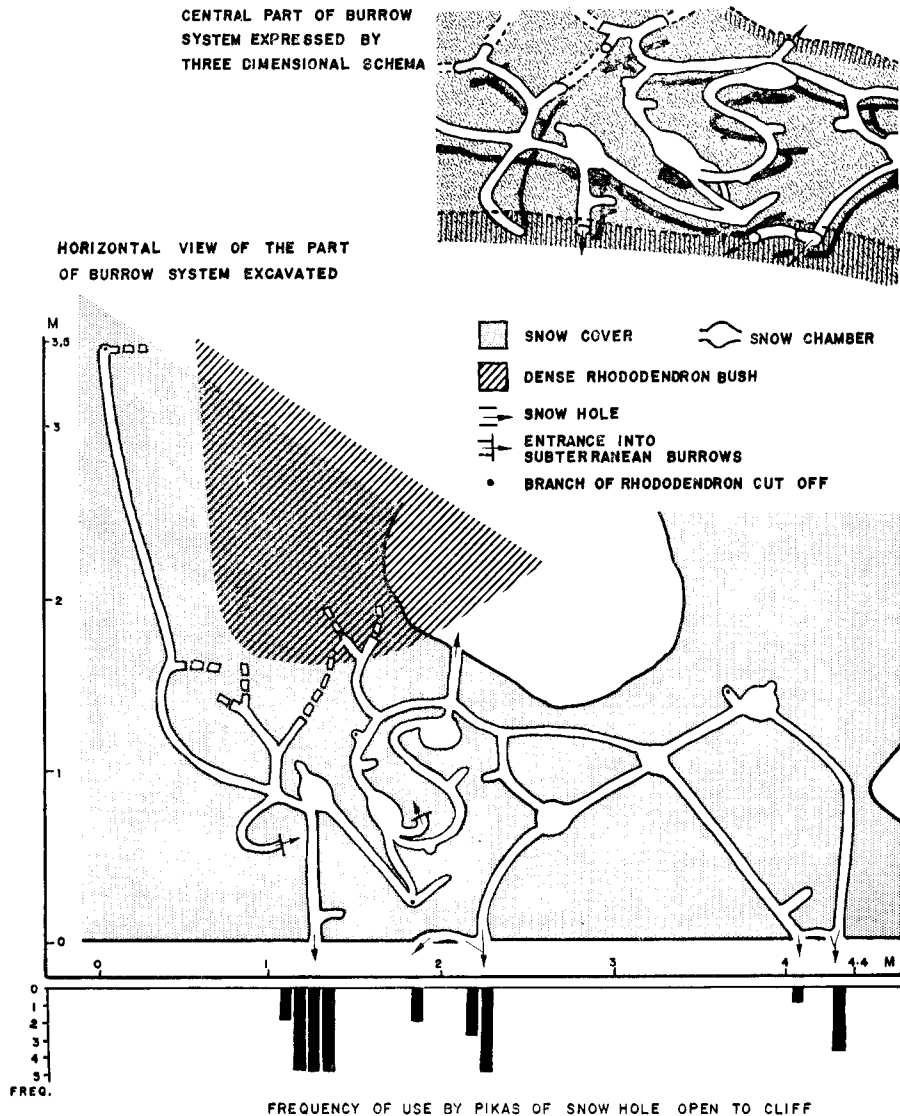 CENTRAL PART OF BURROW
SYSTEM EXPRESSED BY
THREE DIMENSIONAL SCHEMA
HORIZONTAL VIEW OF THE PART
OF BURROW SYSTEM EXCAVATED
M
3.5
3
2
1
0
SNOW COVER
SNOW CHAMBER
DENSE RHODODENDRON BUSH
SNOW HOLE
ENTRANCE INTO
SUBTERRANEAN BURROWS
BRANCH OF RHODODENDRON CUT OFF
0 1 2 3 4 4.4 M
0
1
2
3
4
5
FREQ.
FREQUENCY OF USE BY PIKAS OF SNOW HOLE OPEN TO CLIFF